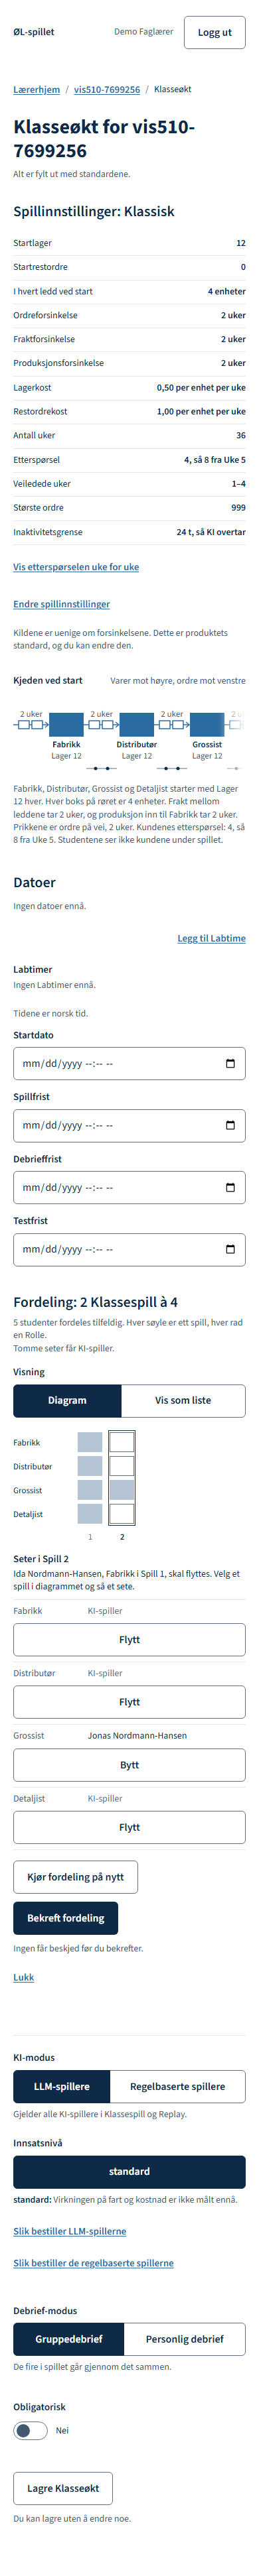 ØL-spillet
Demo Faglærer
Logg ut
Lærerhjem / vis510-7699256 / Klasseøkt
Klasseøkt for vis510-
7699256
Alt er fylt ut med standardene.
Spillinnstillinger: Klassisk
Startlager 12
Startrestordre 0
I hvert ledd ved start 4 enheter
Ordreforsinkelse 2 uker
Fraktforsinkelse 2 uker
Produksjonsforsinkelse 2 uker
Lagerkost 0,50 per enhet per uke
Restordrekost 1,00 per enhet per uke
Antall uker 36
Etterspørsel 4, så 8 fra Uke 5
Veiledede uker 1–4
Største ordre 999
Inaktivitetsgrense 24 t, så KI overtar
Vis etterspørselen uke for uke
Endre spillinnstillinger
Kildene er uenige om forsinkelsene. Dette er produktets
standard, og du kan endre den.
Kjeden ved start Varer mot høyre, ordre mot venstre
2 uker 2 uker 2 uker
Fabrikk Distributør Grossist
Lager 12 Lager 12 Lager 12
Fabrikk, Distributør, Grossist og Detaljist starter med Lager
12 hver. Hver boks på røret er 4 enheter. Frakt mellom
leddene tar 2 uker, og produksjon inn til Fabrikk tar 2 uker.
Prikkene er ordre på vei, 2 uker. Kundenes etterspørsel: 4, så
8 fra Uke 5. Studentene ser ikke kundene under spillet.
Datoer
Ingen datoer ennå.
Legg til Labtime
Labtimer
Ingen Labtimer ennå.
Tidene er norsk tid.
Startdato
mm/dd/yyyy --:-- --
Spillfrist
mm/dd/yyyy --:-- --
Debrieffrist
mm/dd/yyyy --:-- --
Testfrist
mm/dd/yyyy --:-- --
Fordeling: 2 Klassespill à 4
5 studenter fordeles tilfeldig. Hver søyle er ett spill, hver rad
en Rolle.
Tomme seter får KI-spiller.
Visning
Diagram Vis som liste
Fabrikk
Distributør
Grossist
Detaljist
1 2
Seter i Spill 2
Ida Nordmann-Hansen, Fabrikk i Spill 1, skal flyttes. Velg et
spill i diagrammet og så et sete.
Fabrikk KI-spiller
Flytt
Distributør KI-spiller
Flytt
Grossist Jonas Nordmann-Hansen
Bytt
Detaljist KI-spiller
Flytt
Kjør fordeling på nytt
Bekreft fordeling
Ingen får beskjed før du bekrefter.
Lukk
KI-modus
LLM-spillere Regelbaserte spillere
Gjelder alle KI-spillere i Klassespill og Replay.
Innsatsnivå
standard
standard: Virkningen på fart og kostnad er ikke målt ennå.
Slik bestiller LLM-spillerne
Slik bestiller de regelbaserte spillerne
Debrief-modus
Gruppedebrief Personlig debrief
De fire i spillet går gjennom det sammen.
Obligatorisk
Nei
Lagre Klasseøkt
Du kan lagre uten å endre noe.